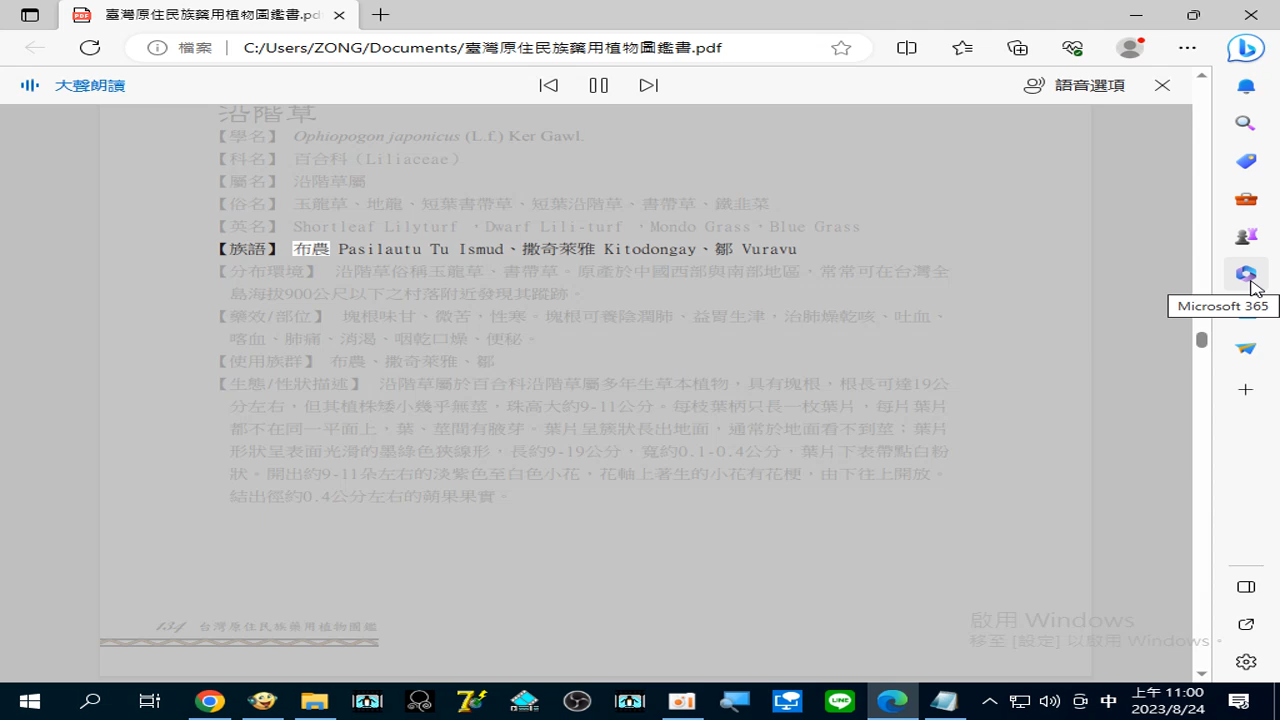 臺灣原住民族藥用植物圖鑑書.pdf
檔案
C:/Users/ZONG/Documents/臺灣原住民族藥用植物圖鑑書.pdf
大聲朗讀
語音選項
沿階草
【學名】 Ophiopogon japonicus (L.f.) Ker Gawl.
【科名】 百合科（Liliaceae）
【屬名】 沿階草屬
【俗名】 玉龍草、地龍、短葉書帶草、短葉沿階草、書帶草、鐵韭菜
【英名】 Shortleaf Lilyturf ，Dwarf Lili-turf ，Mondo Grass，Blue Grass
【族語】 布農 Pasilautu Tu Ismud、撒奇萊雅 Kitodongay、鄒 Vuravu
【分布環境】 沿階草俗稱玉龍草、書帶草。原產於中國西部與南部地區，常常可在台灣全
島海拔900公尺以下之村落附近發現其蹤跡。
【藥效/部位】 塊根味甘、微苦，性寒。塊根可養陰潤肺、益胃生津，治肺燥乾咳、吐血、
喀血、肺痛、消渴、咽乾口燥、便秘。
【使用族群】 布農、撒奇萊雅、鄒
【生態/性狀描述】 沿階草屬於百合科沿階草屬多年生草本植物，具有塊根，根長可達19公
分左右，但其植株矮小幾乎無莖，珠高大約9-11公分。每枝葉柄只長一枚葉片，每片葉片
都不在同一平面上，葉、莖間有腋芽。葉片呈簇狀長出地面，通常於地面看不到莖；葉片
形狀呈表面光滑的墨綠色狹線形，長約9-19公分，寬約0.1-0.4公分，葉片下表帶點白粉
狀。開出約9-11朵左右的淡紫色至白色小花，花軸上著生的小花有花梗，由下往上開放。
結出徑約0.4公分左右的蒴果果實。
134 台灣原住民族藥用植物圖鑑
Microsoft 365
啟用 Windows
移至 [設定] 以啟用 Windows。
中
上午 11:00
2023/8/24